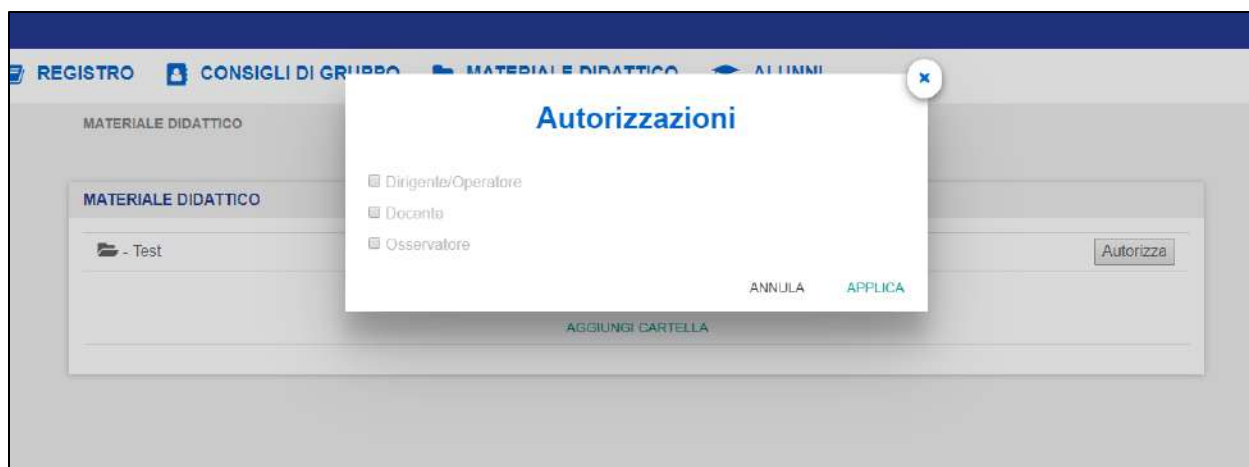 REGISTRO CONSIGLI DI GRUPPO MATERIALE DIDATTICO ALUNNI
MATERIALE DIDATTICO
Autorizzazioni
Dirigente/Operatore
Docente
Osservatore
ANNULA APPLICA
MATERIALE DIDATTICO
- Test Autorizza
AGGIUNGI CARTELLA